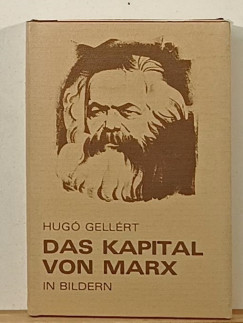 HUGÓ GELLÉRT
DAS KAPITAL
VON MARX
IN BILDERN